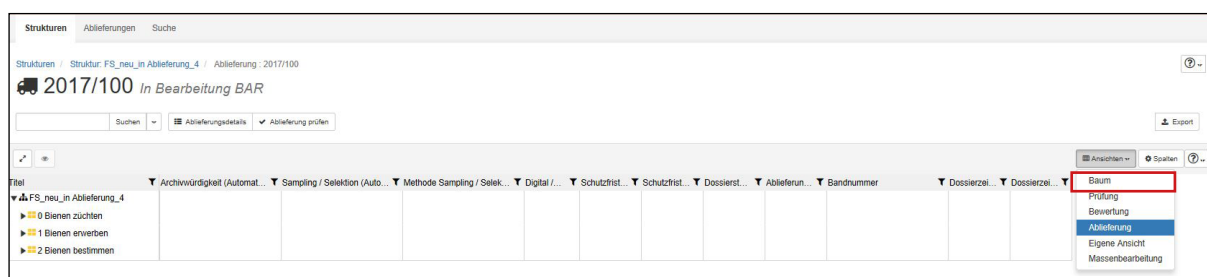 Strukturen Ablieferungen Suche
Strukturen / Struktur: FS_neu_in Ablieferung_4 / Ablieferung : 2017/100
2017/100 In Bearbeitung BAR
Suchen Ablieferungsdetails Ablieferung prüfen Export
Ansichten Spalten
Titel Archivwürdigkeit (Automat... Sampling / Selektion (Auto... Methode Sampling / Selek... Digital /... Schutzfrist... Schutzfrist... Dossierst... Ablieferun... Bandnummer Dossierzei... Dossierzei...
FS_neu_in Ablieferung_4
0 Bienen züchten
1 Bienen erwerben
2 Bienen bestimmen
Baum
Prüfung
Bewertung
Ablieferung
Eigene Ansicht
Massenbearbeitung